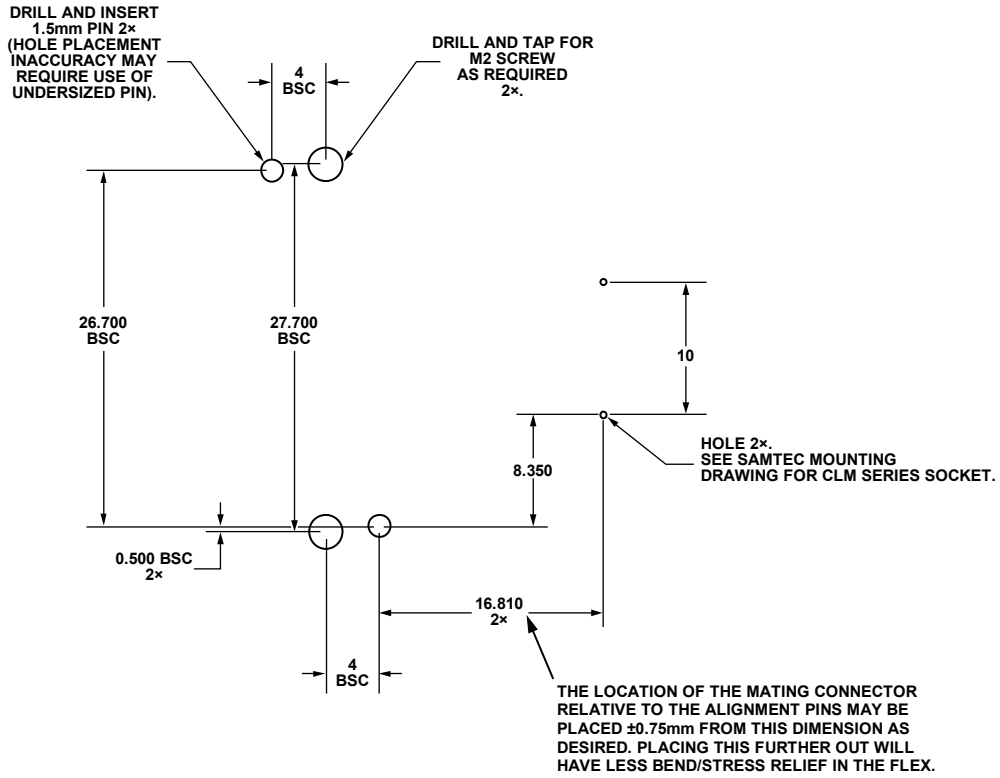 DRILL AND INSERT
1.5mm PIN 2×
(HOLE PLACEMENT
INACCURACY MAY
REQUIRE USE OF
UNDERSIZED PIN).
4
BSC
DRILL AND TAP FOR
M2 SCREW
AS REQUIRED
2×.
26.700
BSC
27.700
BSC
10
8.350
HOLE 2×.
SEE SAMTEC MOUNTING
DRAWING FOR CLM SERIES SOCKET.
0.500 BSC
2×
16.810
2×
4
BSC
THE LOCATION OF THE MATING CONNECTOR
RELATIVE TO THE ALIGNMENT PINS MAY BE
PLACED ±0.75mm FROM THIS DIMENSION AS
DESIRED. PLACING THIS FURTHER OUT WILL
HAVE LESS BEND/STRESS RELIEF IN THE FLEX.